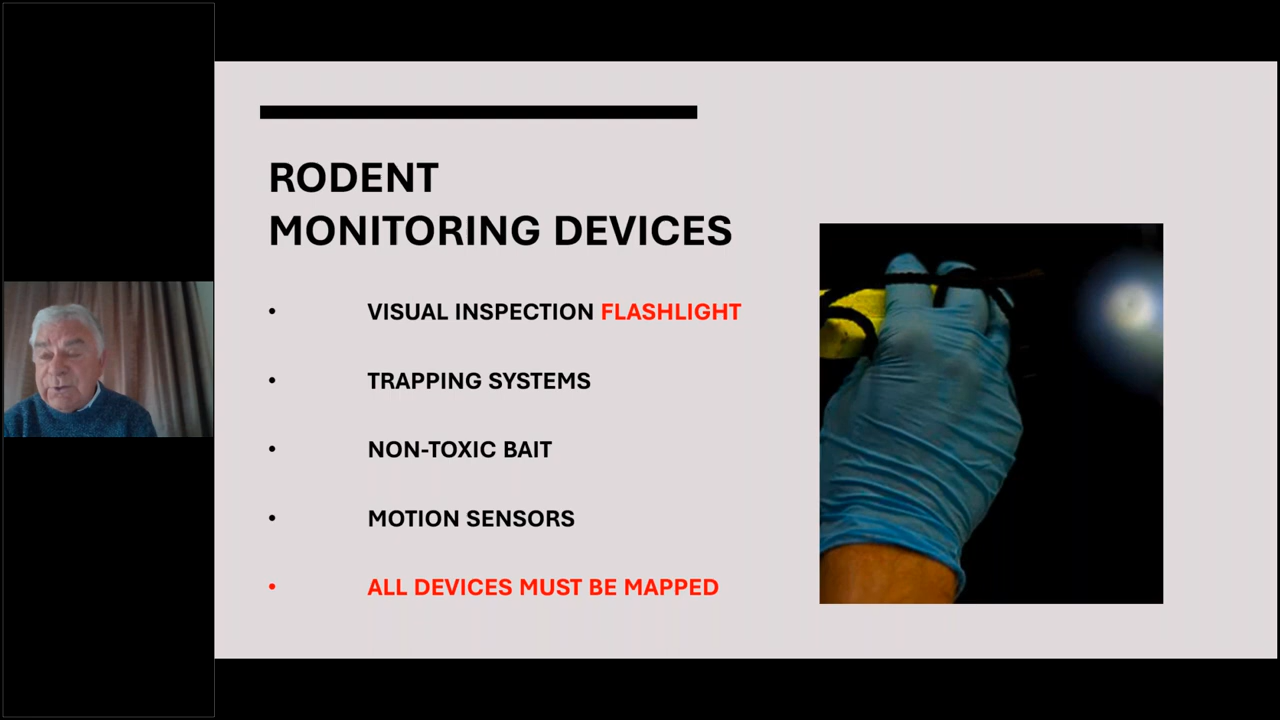 RODENT
MONITORING DEVICES
• VISUAL INSPECTION FLASHLIGHT
• TRAPPING SYSTEMS
• NON-TOXIC BAIT
• MOTION SENSORS
• ALL DEVICES MUST BE MAPPED